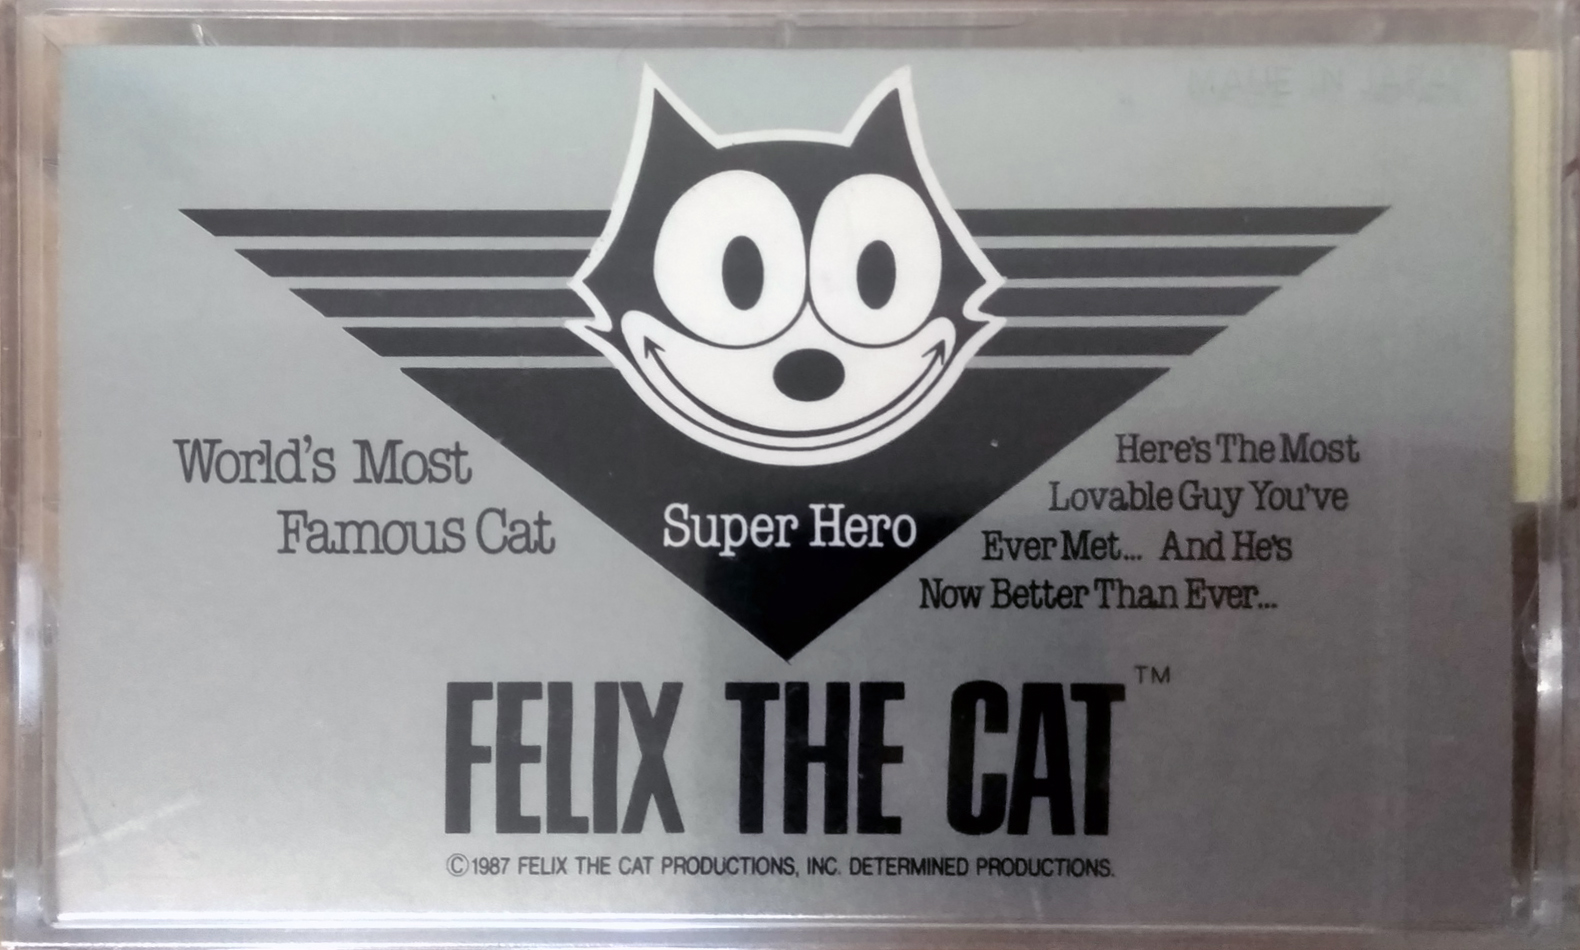 World's Most
Famous Cat
Super Hero
Here's The Most
Lovable Guy You've
Ever Met... And He's
Now Better Than Ever...
FELIX THE CAT™
©1987 FELIX THE CAT PRODUCTIONS, INC. DETERMINED PRODUCTIONS.